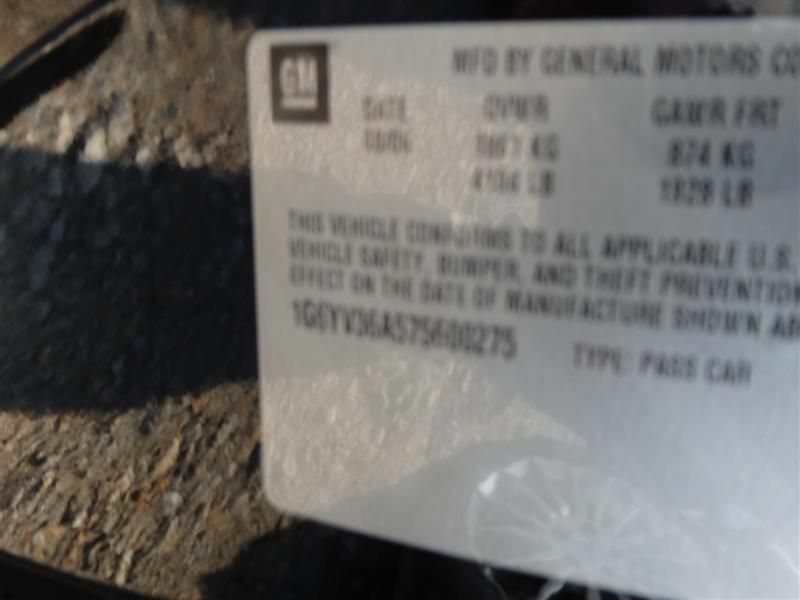 GM
MFD BY GENERAL MOTORS CO
DATE GVWR GAWR FRT
KG 874 KG
LB 1929 LB
THIS VEHICLE CONFORMS TO ALL APPLICABLE U.S.
VEHICLE SAFETY, BUMPER, AND THEFT PREVENTION
EFFECT ON THE DATE OF MANUFACTURE SHOWN AB
1G6YV36A575600275
TYPE: PASS CAR